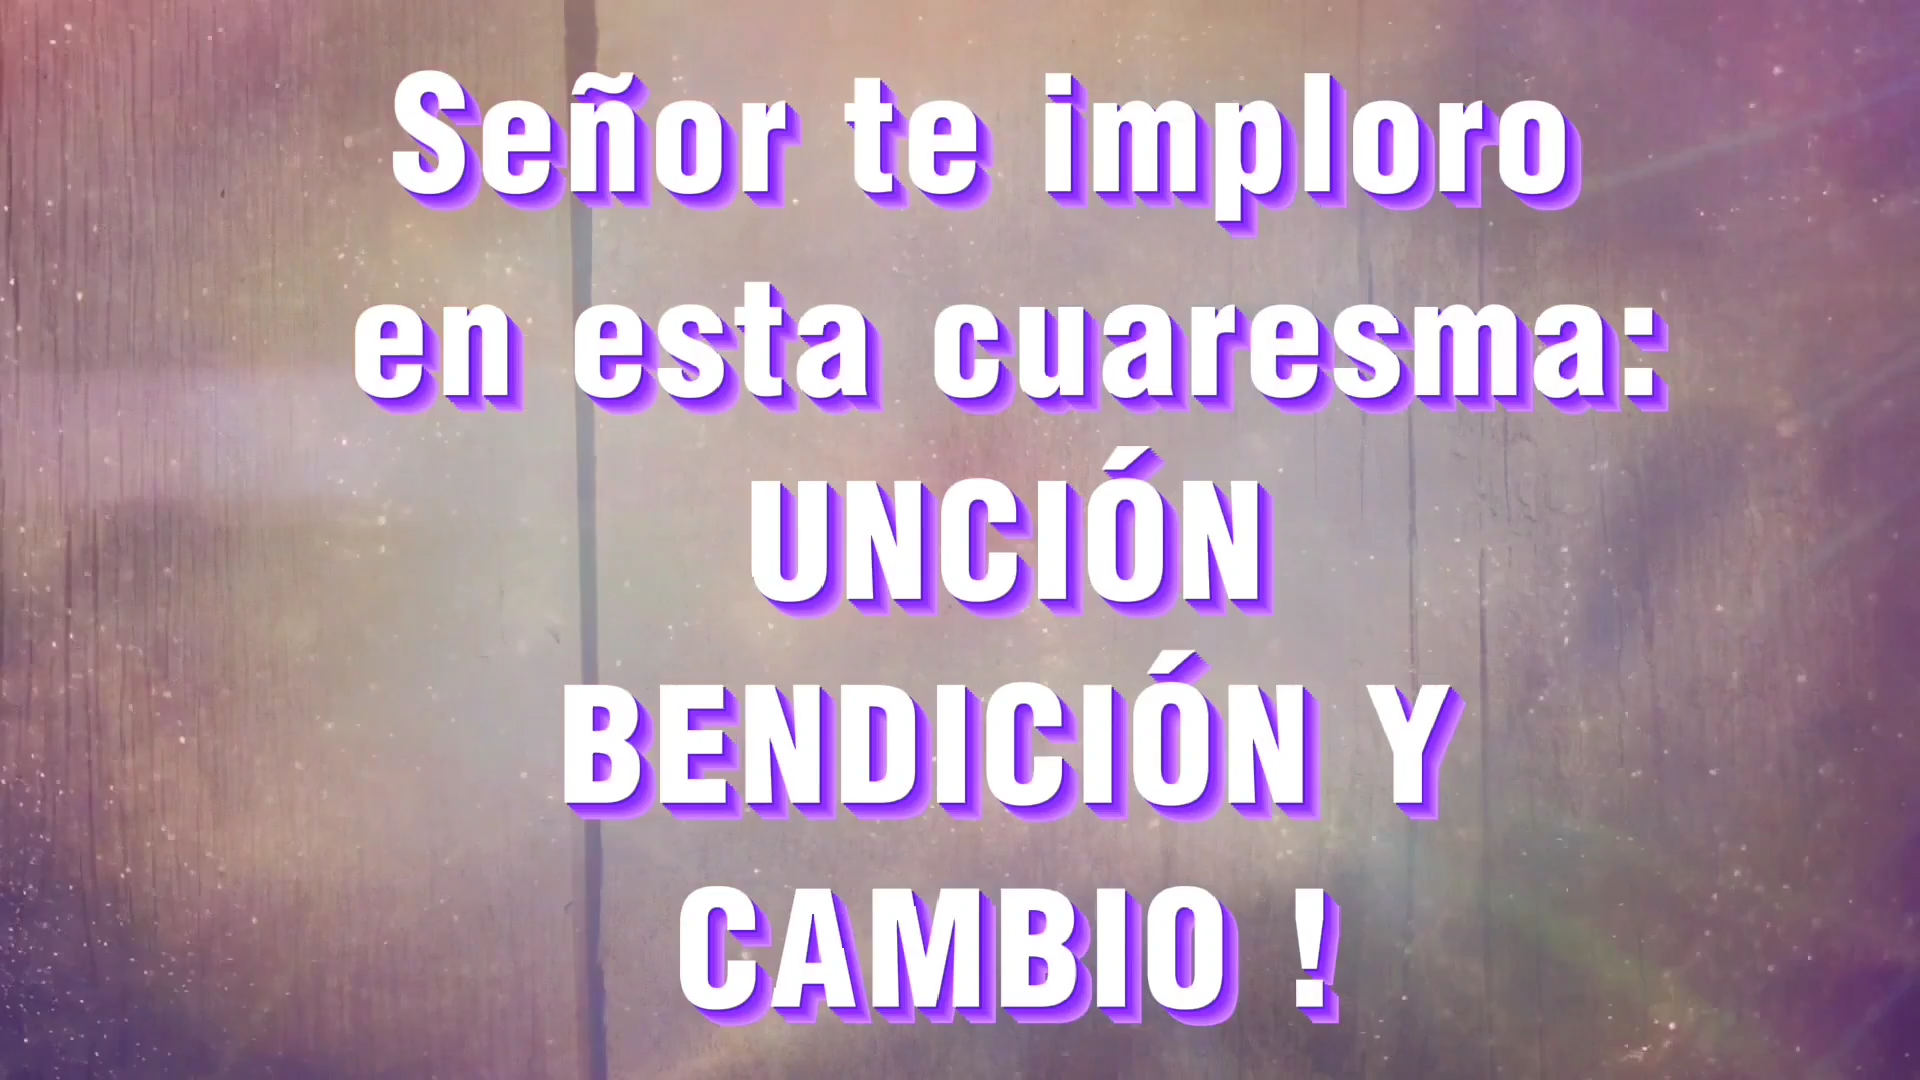 Señor te imploro
en esta cuaresma:
UNCIÓN
BENDICIÓN Y
CAMBIO !